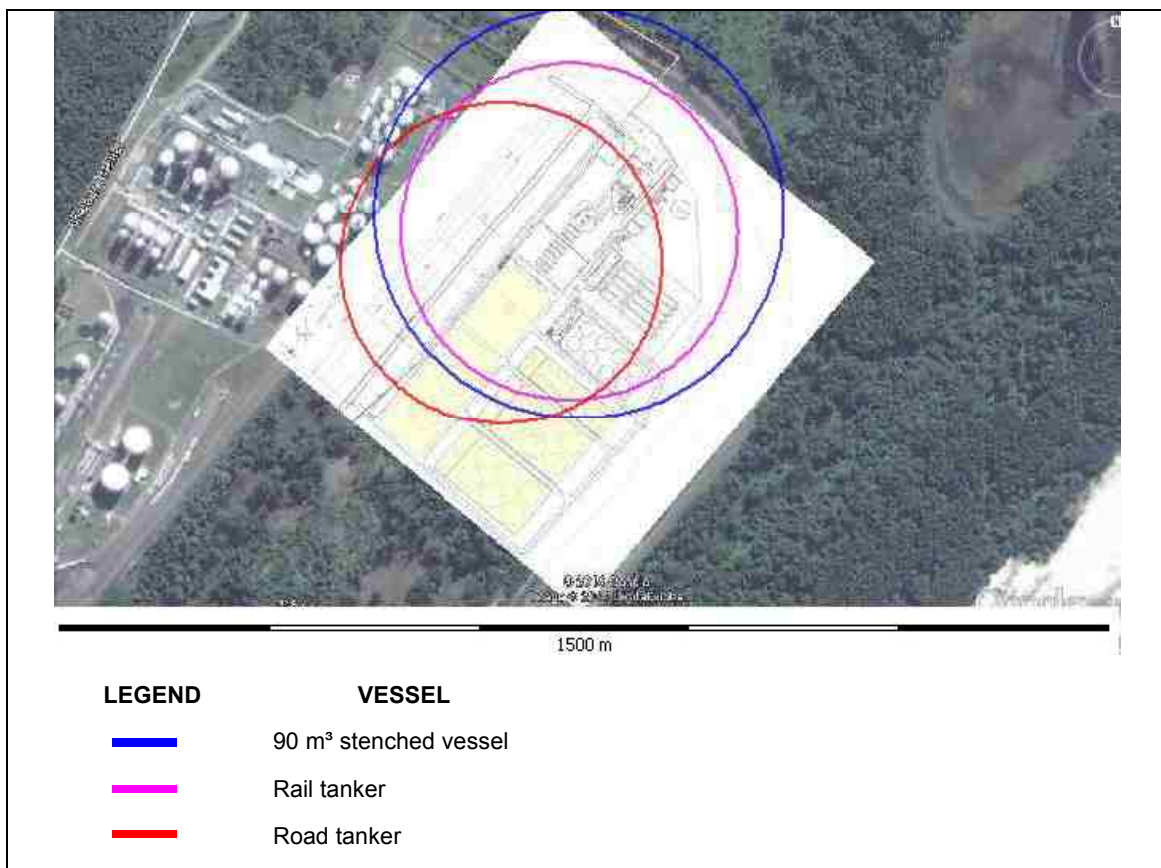 N
1500 m
LEGEND VESSEL
90 m³ stenched vessel
Rail tanker
Road tanker